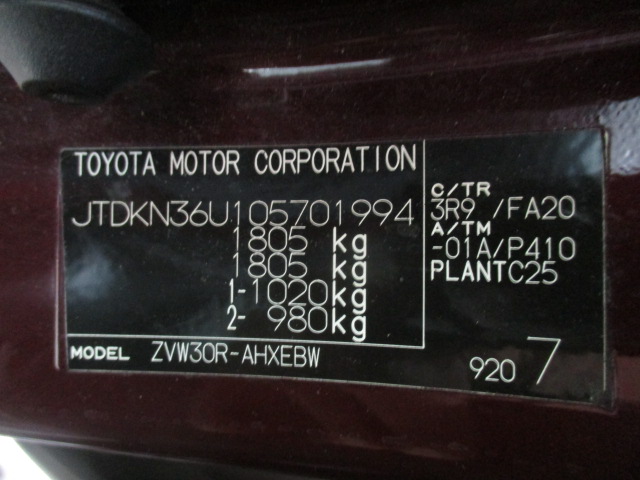 TOYOTA MOTOR CORPORATION
JTDKN36U105701994
1805 kg
1805 kg
1-1020kg
2- 980kg
C/TR
3R9 /FA20
A/TM
-01A/P410
PLANTC25
MODEL ZVW30R-AHXEBW
920 7